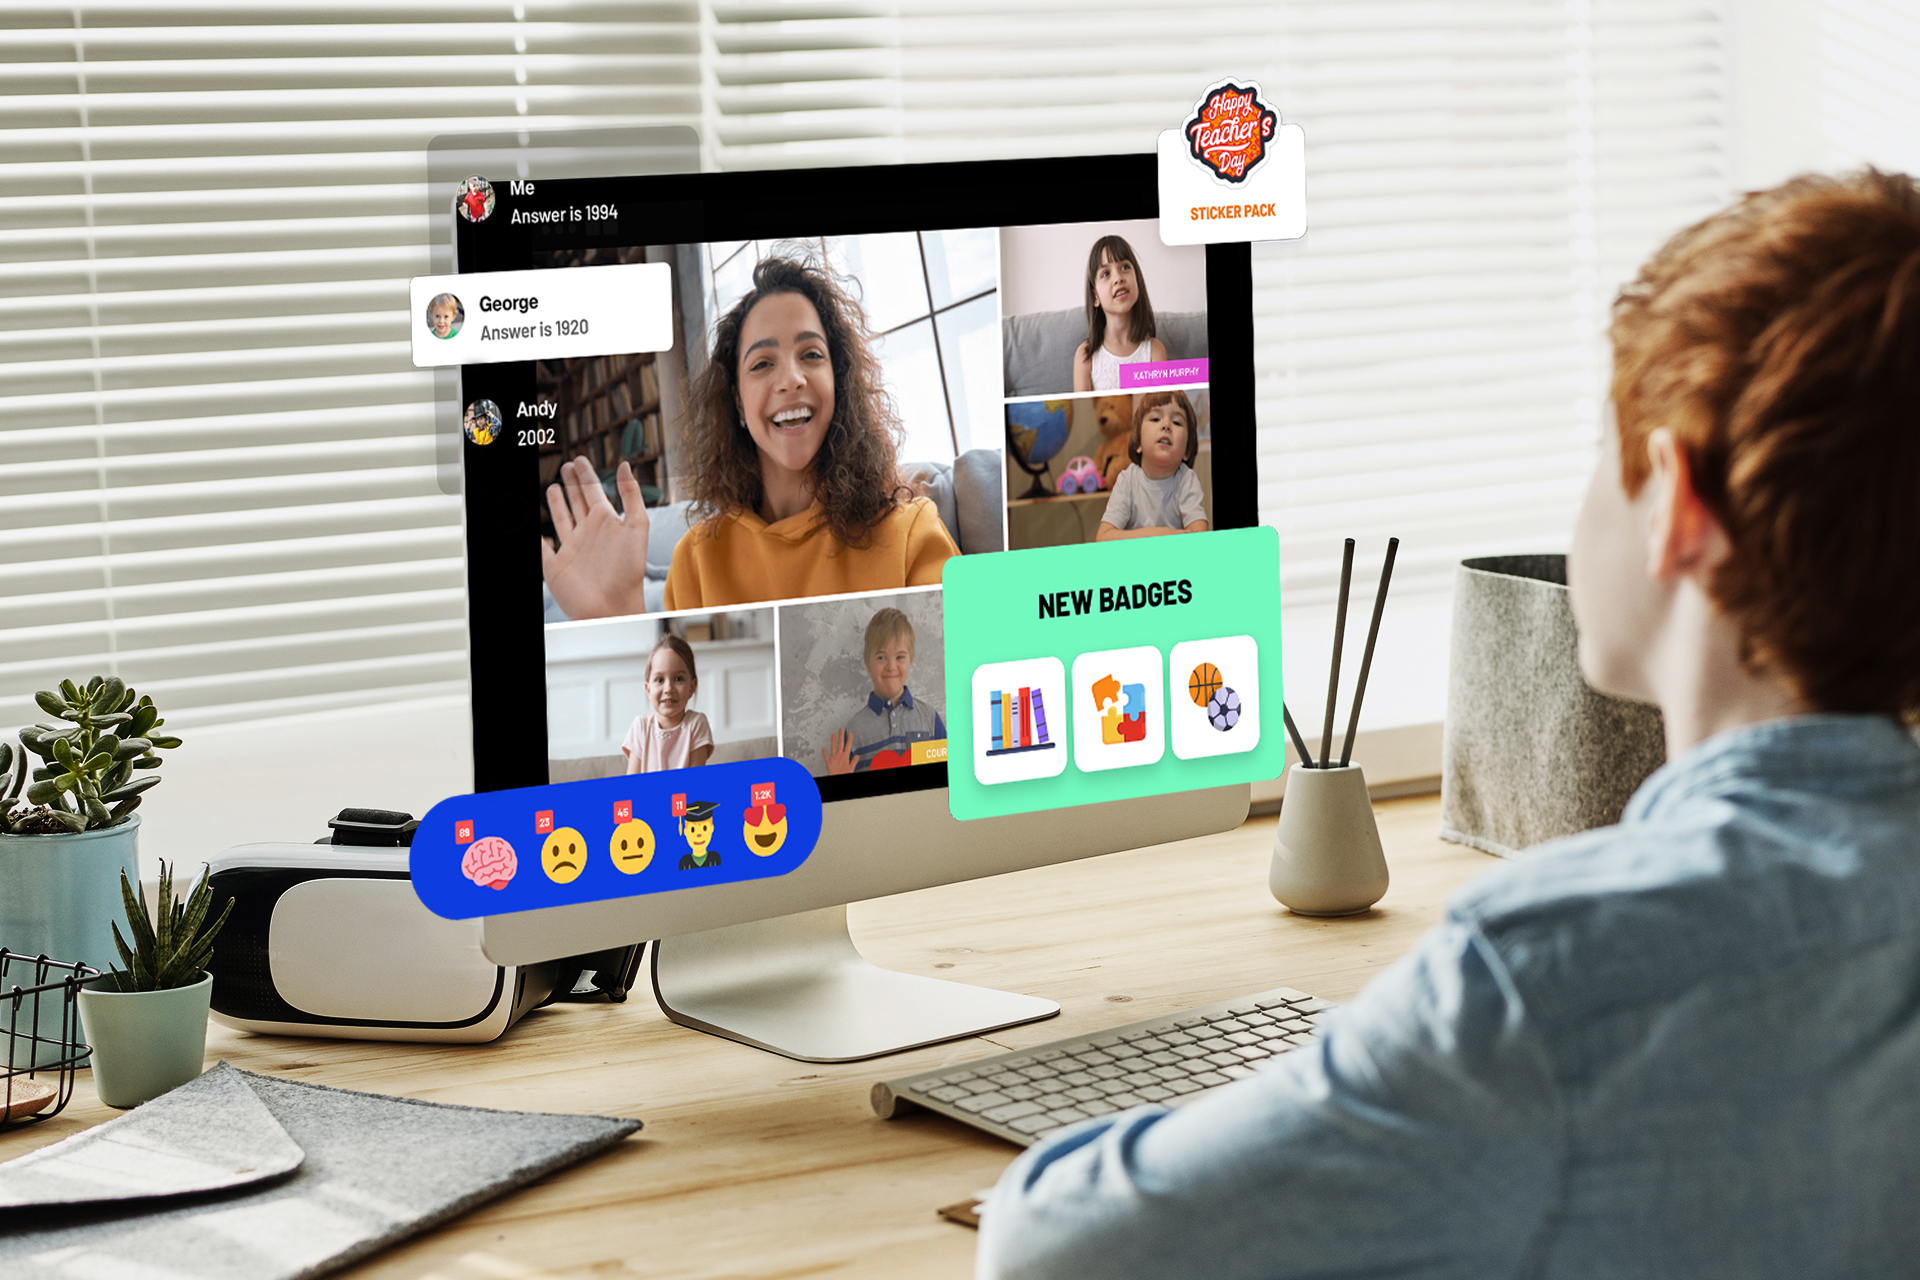 Happy
Teacher's
Day
STICKER PACK
Me
Answer is 1994
George
Answer is 1920
Andy
2002
KATHRYN MURPHY
NEW BADGES
COUR
89
23
45
11
1.2K